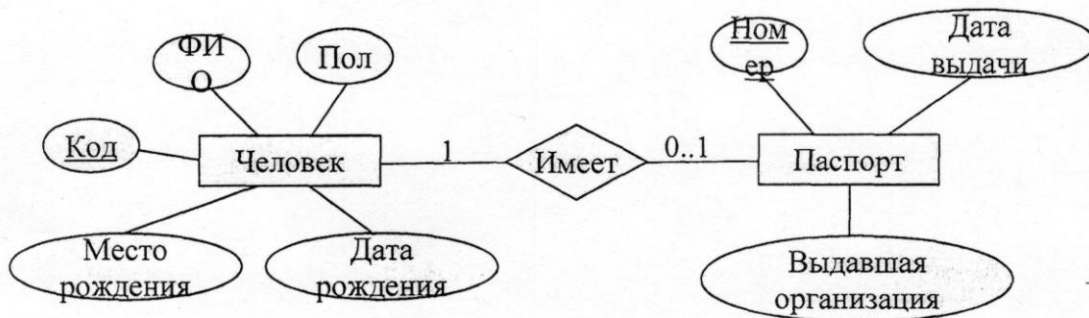 ФИ
О
Пол
Ном
ер
Дата
выдачи
Код
Человек
1
Имеет
0..1
Паспорт
Место
рождения
Дата
рождения
Выдавшая
организация